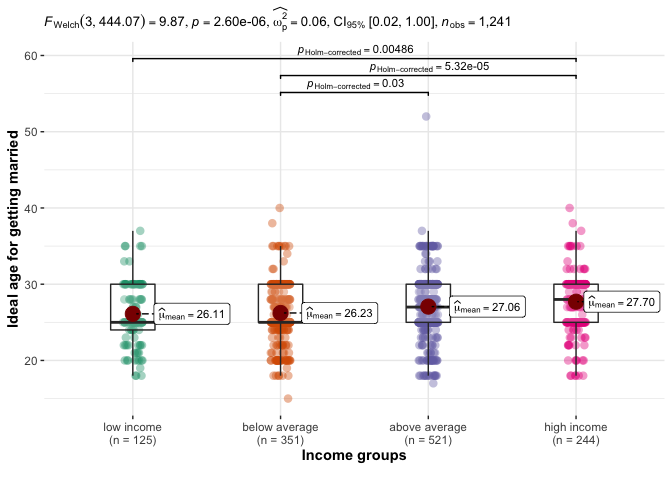 F_Welch(3, 444.07) = 9.87, p = 2.60e-06, ω̂²_p = 0.06, CI_95% [0.02, 1.00], n_obs = 1,241
p_Holm−corrected = 0.00486
p_Holm−corrected = 5.32e-05
p_Holm−corrected = 0.03
60
50
40
30
20
Ideal age for getting married
μ̂_mean = 26.11
μ̂_mean = 26.23
μ̂_mean = 27.06
μ̂_mean = 27.70
low income
(n = 125)
below average
(n = 351)
above average
(n = 521)
high income
(n = 244)
Income groups